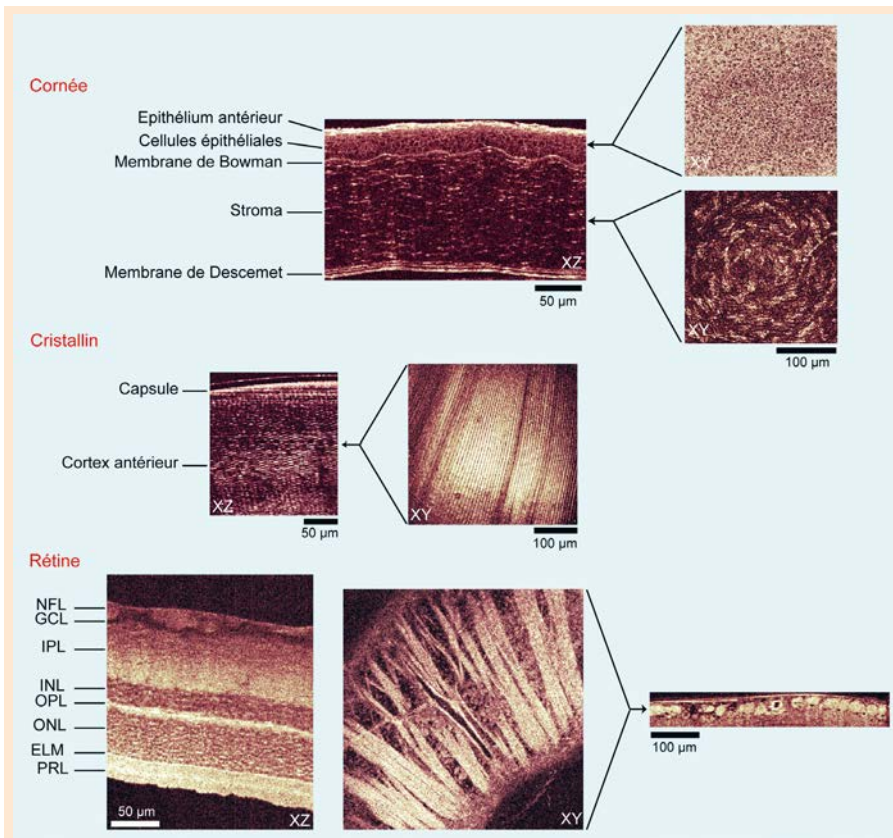 Cornée
Epithélium antérieur
Cellules épithéliales
Membrane de Bowman
Stroma
Membrane de Descemet
XZ
50 µm
XY
XY
100 µm
Cristallin
Capsule
Cortex antérieur
XZ
50 µm
XY
100 µm
Rétine
NFL
GCL
IPL
INL
OPL
ONL
ELM
PRL
50 µm
XZ
XY
100 µm